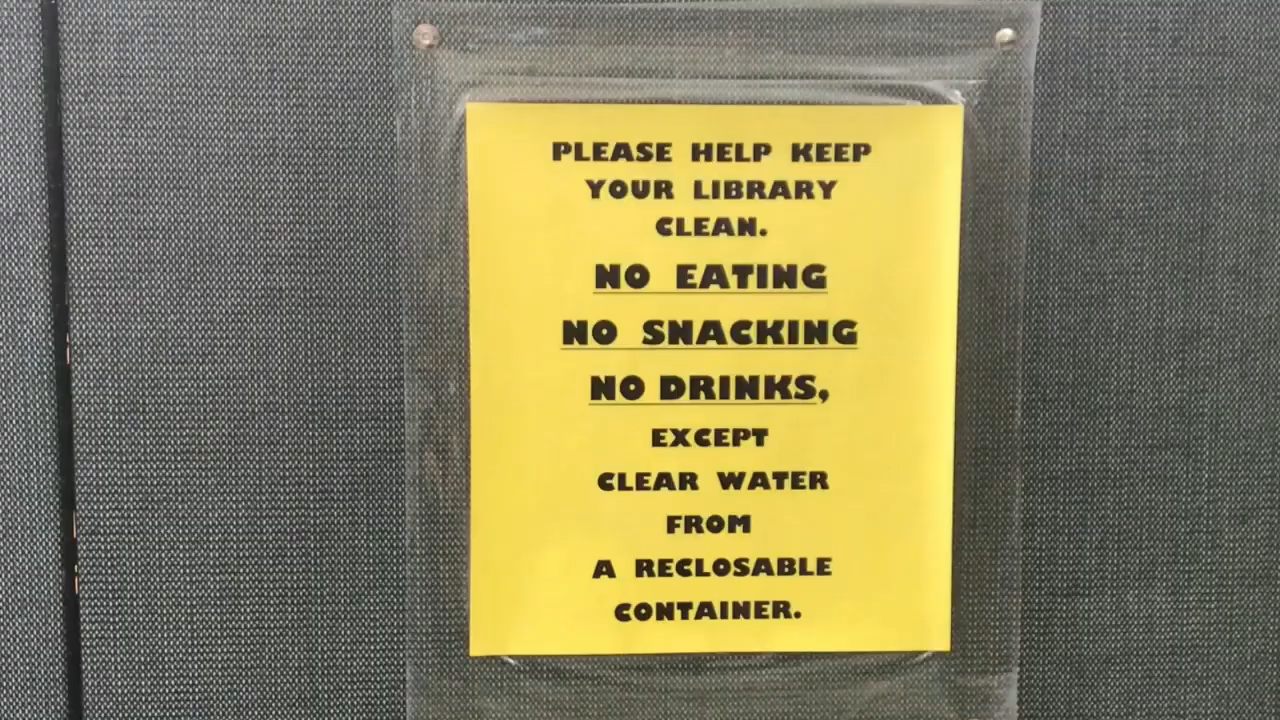 PLEASE HELP KEEP
YOUR LIBRARY
CLEAN.
NO EATING
NO SNACKING
NO DRINKS,
EXCEPT
CLEAR WATER
FROM
A RECLOSABLE
CONTAINER.